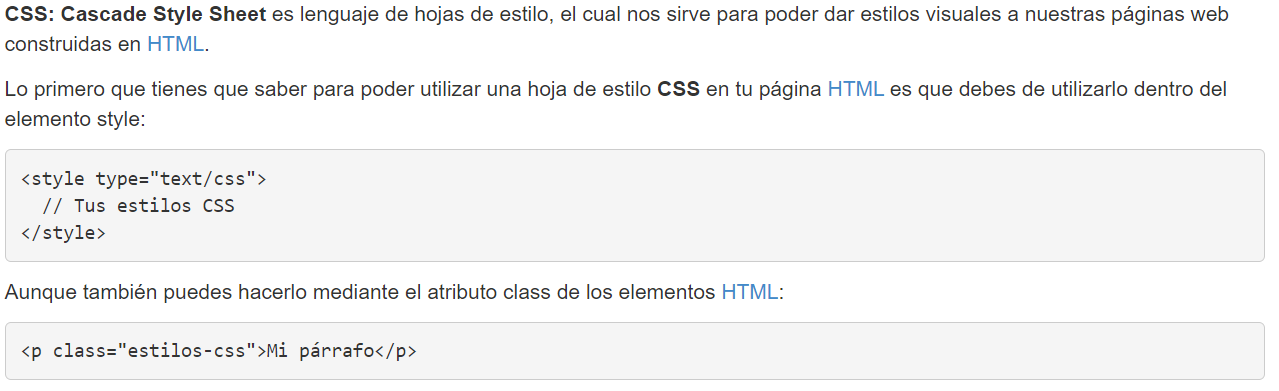 CSS: Cascade Style Sheet es lenguaje de hojas de estilo, el cual nos sirve para poder dar estilos visuales a nuestras páginas web
construidas en HTML.
Lo primero que tienes que saber para poder utilizar una hoja de estilo CSS en tu página HTML es que debes de utilizarlo dentro del
elemento style:
<style type="text/css">
  // Tus estilos CSS
</style>
Aunque también puedes hacerlo mediante el atributo class de los elementos HTML:
<p class="estilos-css">Mi párrafo</p>